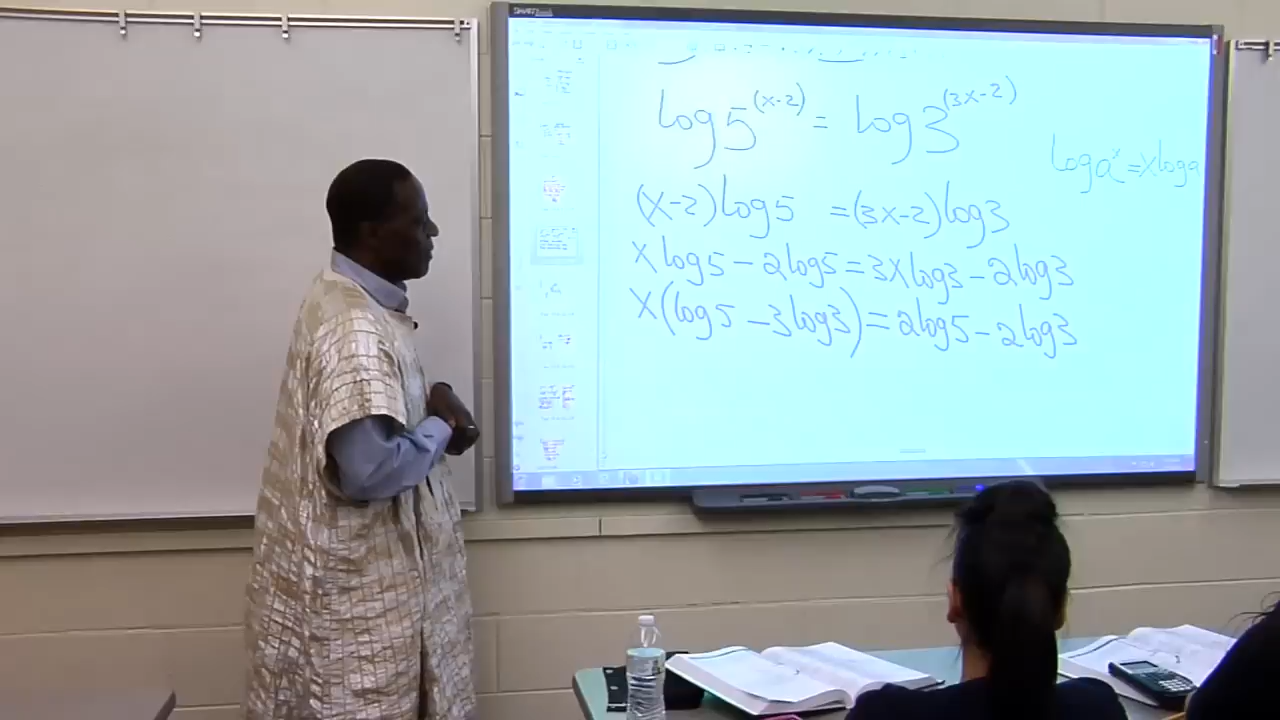 SMART
log5^(x-2) = log3^(3x-2)
log a^x = x log a
(x-2)log5 = (3x-2)log3
x log5 - 2log5 = 3x log3 - 2log3
x(log5 - 3log3) = 2log5 - 2log3